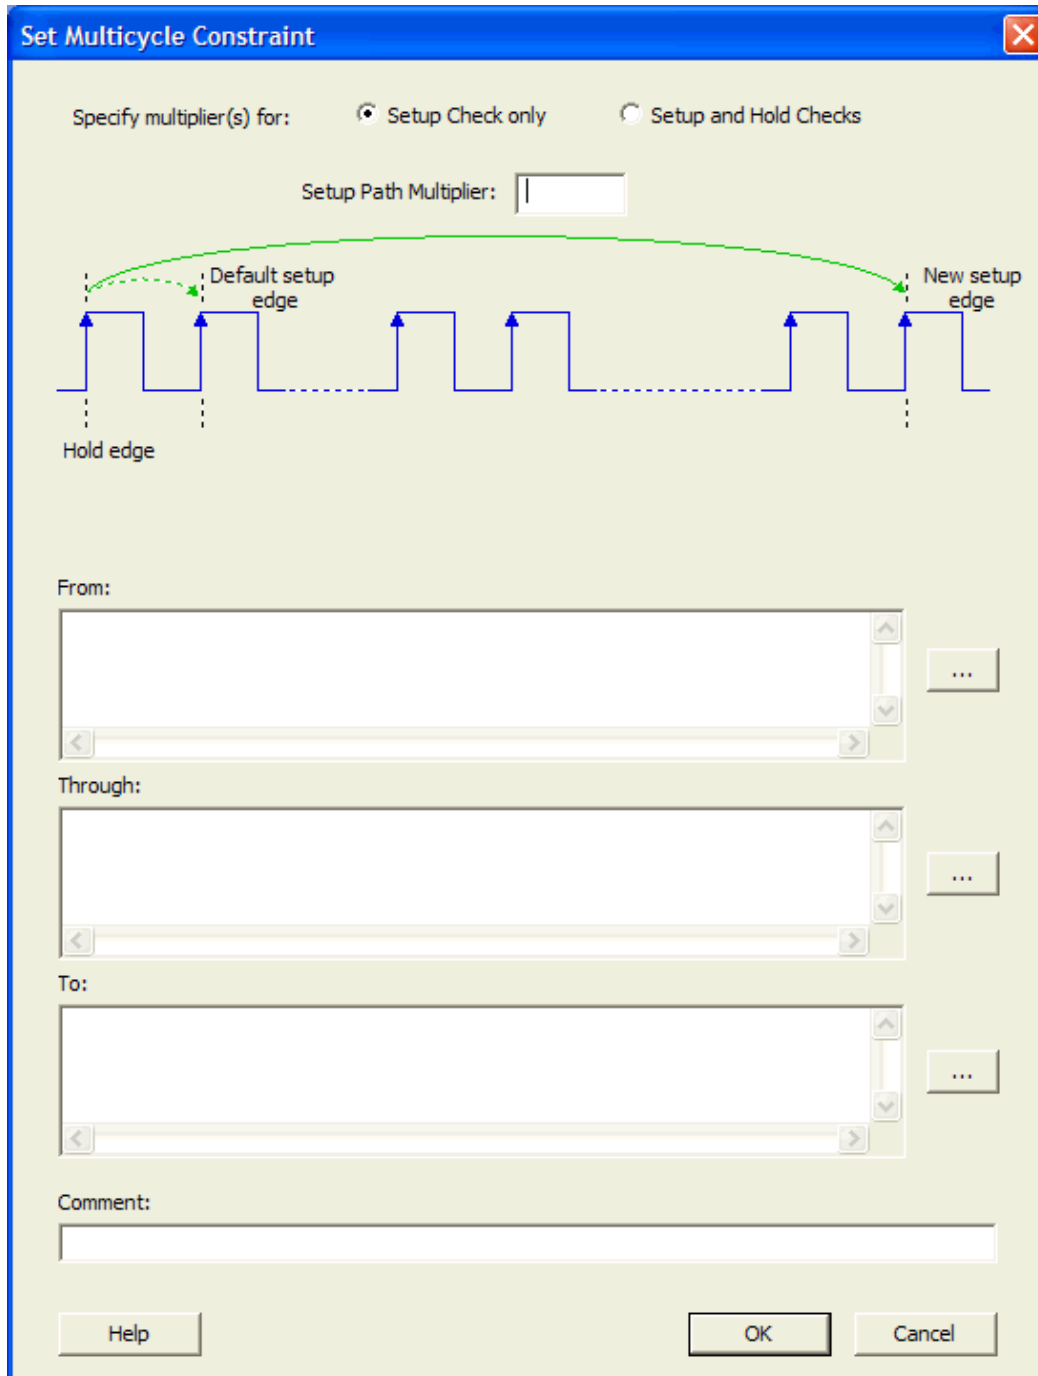 Set Multicycle Constraint
Specify multiplier(s) for: Setup Check only Setup and Hold Checks
Setup Path Multiplier:
Default setup
edge
New setup
edge
Hold edge
From:
...
Through:
...
To:
...
Comment:
Help OK Cancel